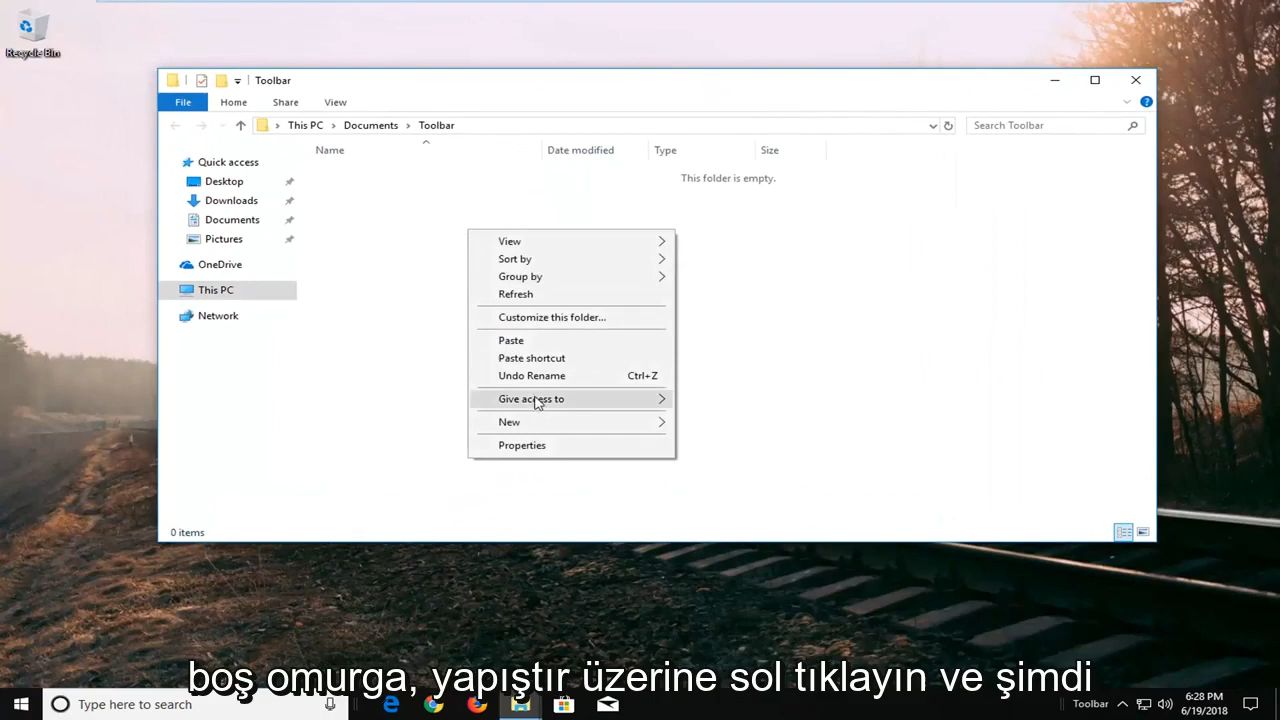 Recycle Bin
Toolbar
File Home Share View
This PC Documents Toolbar
Search Toolbar
Name Date modified Type Size
This folder is empty.
Quick access
Desktop
Downloads
Documents
Pictures
OneDrive
This PC
Network
View
Sort by
Group by
Refresh
Customize this folder...
Paste
Paste shortcut
Undo Rename Ctrl+Z
Give access to
New
Properties
0 items
boş omurga, yapıştır üzerine sol tıklayın ve şimdi
Type here to search
Toolbar
6:28 PM
6/19/2018